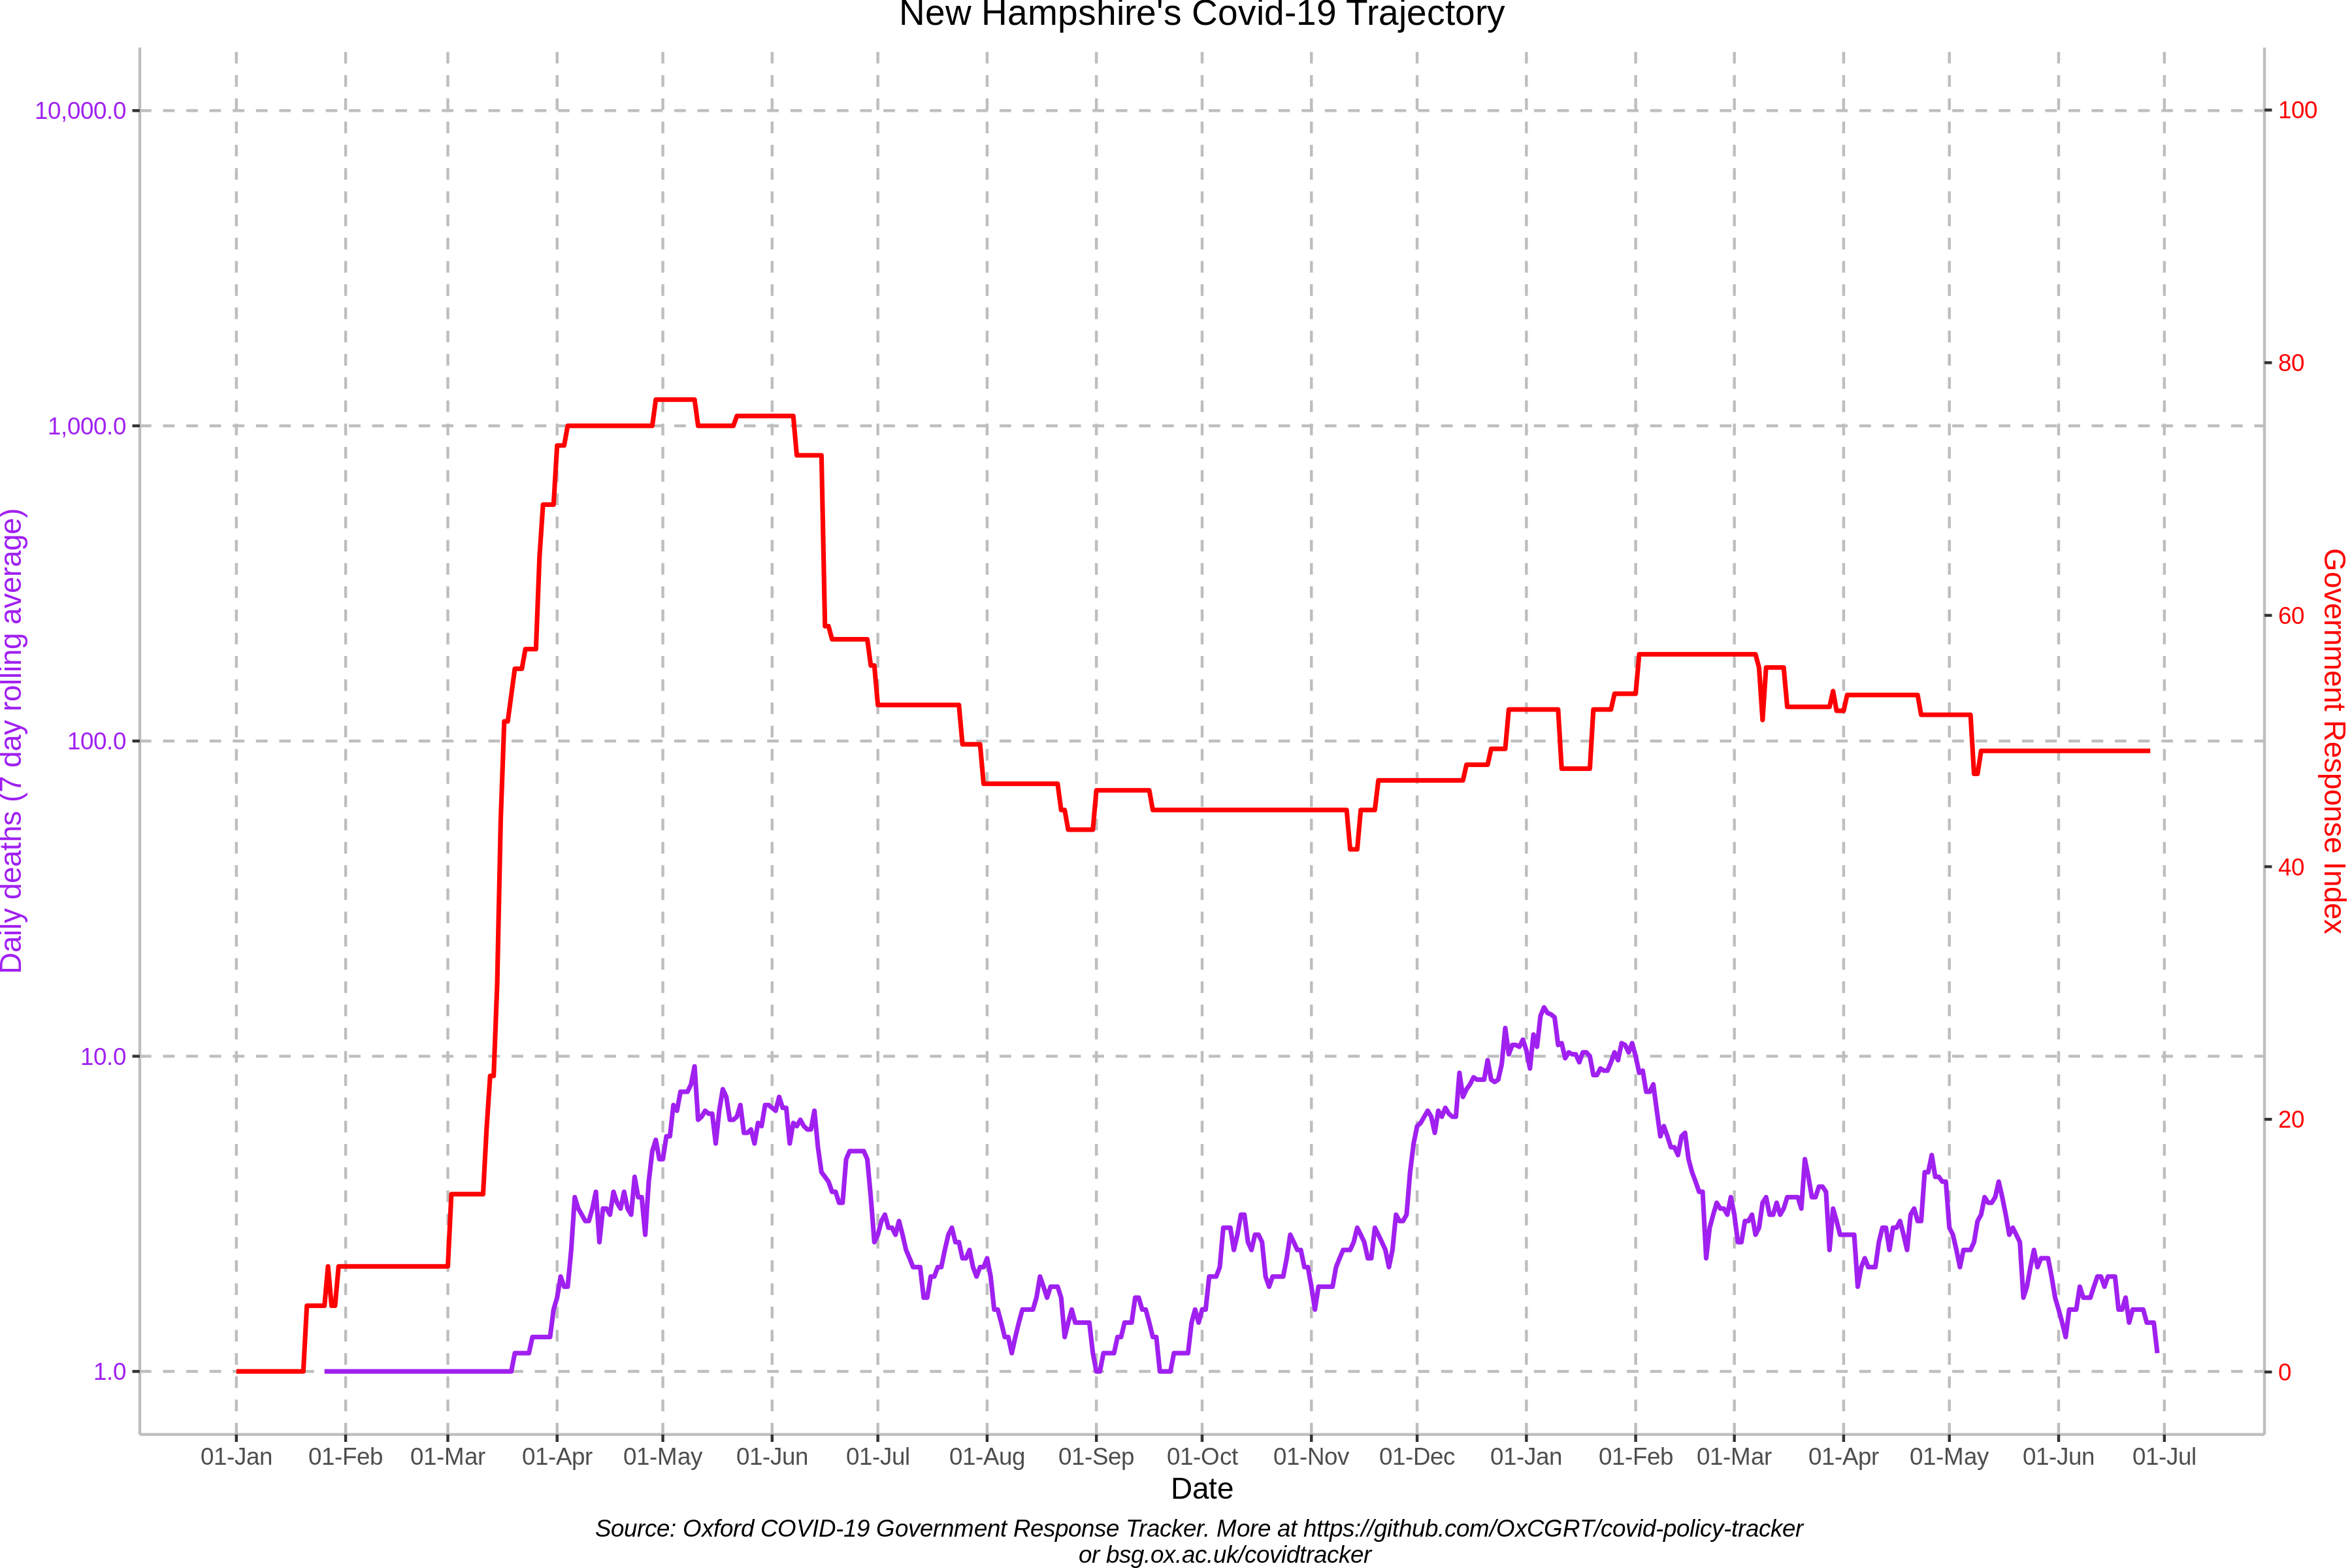 New Hampshire's Covid-19 Trajectory
10,000.0
1,000.0
100.0
10.0
1.0
Daily deaths (7 day rolling average)
100
80
60
40
20
0
Government Response Index
01-Jan 01-Feb 01-Mar 01-Apr 01-May 01-Jun 01-Jul 01-Aug 01-Sep 01-Oct 01-Nov 01-Dec 01-Jan 01-Feb 01-Mar 01-Apr 01-May 01-Jun 01-Jul
Date
Source: Oxford COVID-19 Government Response Tracker. More at https://github.com/OxCGRT/covid-policy-tracker
or bsg.ox.ac.uk/covidtracker